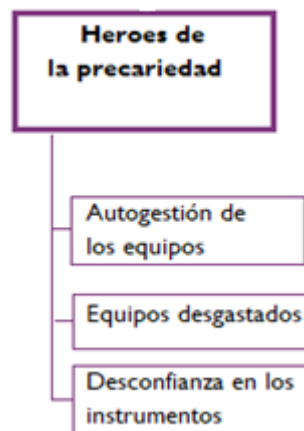 Heroes de
la precariedad
Autogestión de
los equipos
Equipos desgastados
Desconfianza en los
instrumentos